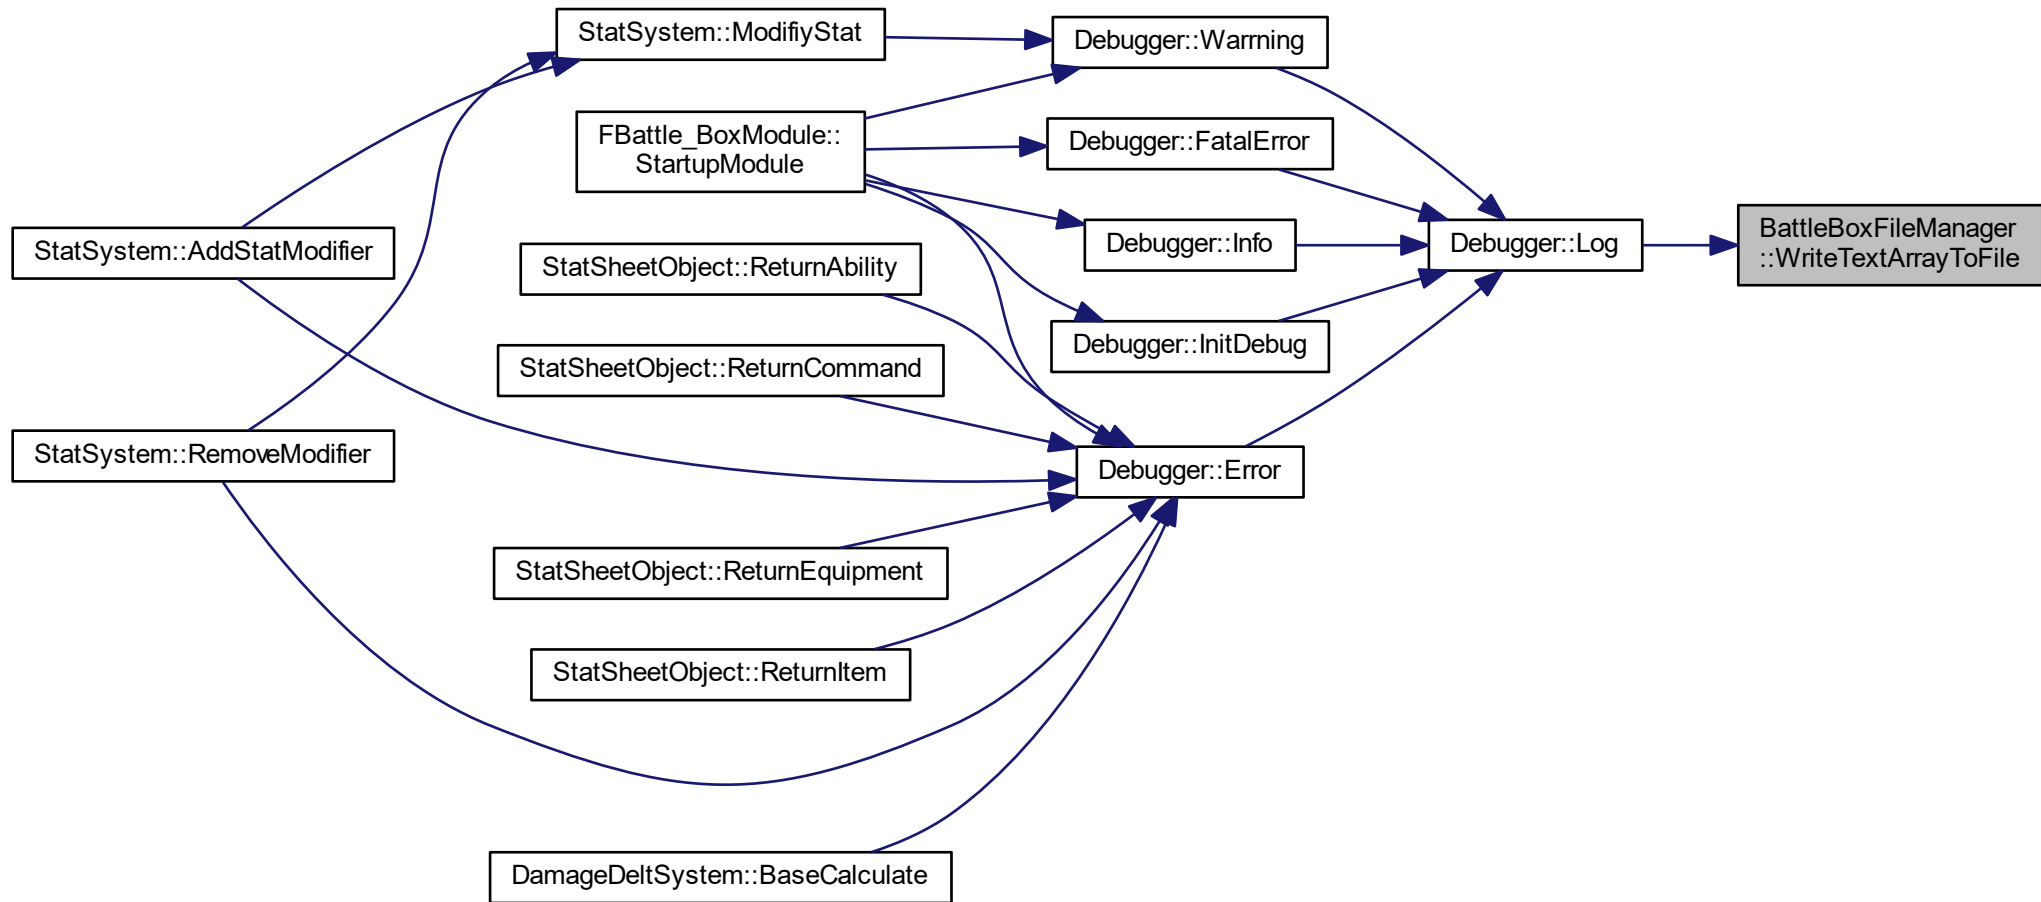 StatSystem::ModifiyStat
Debugger::Warrning
FBattle_BoxModule::
StartupModule
Debugger::FatalError
StatSystem::AddStatModifier
StatSheetObject::ReturnAbility
Debugger::Info
Debugger::Log
BattleBoxFileManager
::WriteTextArrayToFile
StatSheetObject::ReturnCommand
Debugger::InitDebug
StatSystem::RemoveModifier
Debugger::Error
StatSheetObject::ReturnEquipment
StatSheetObject::ReturnItem
DamageDeltSystem::BaseCalculate